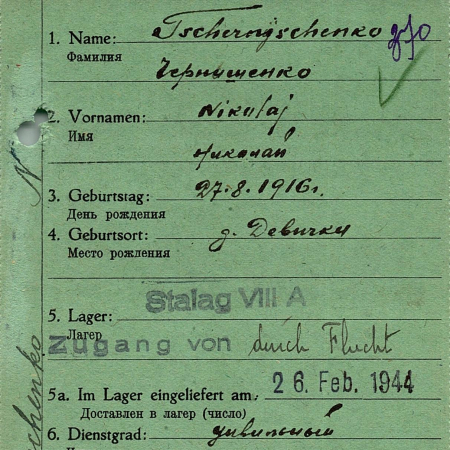 1. Name: Tschernyschenko
Фамилия
Чернышенко
2. Vornamen: Nikolaj
Имя
Николай
3. Geburtstag: 27.8.1916г.
День рождения
4. Geburtsort: д. Девички
Место рождения
Stalag VIII A
5. Lager:
Лагерь
Zugang von durch Flucht
26. Feb. 1944
5a. Im Lager eingeliefert am:
Доставлен в лагерь (число)
6. Dienstgrad: цивильный